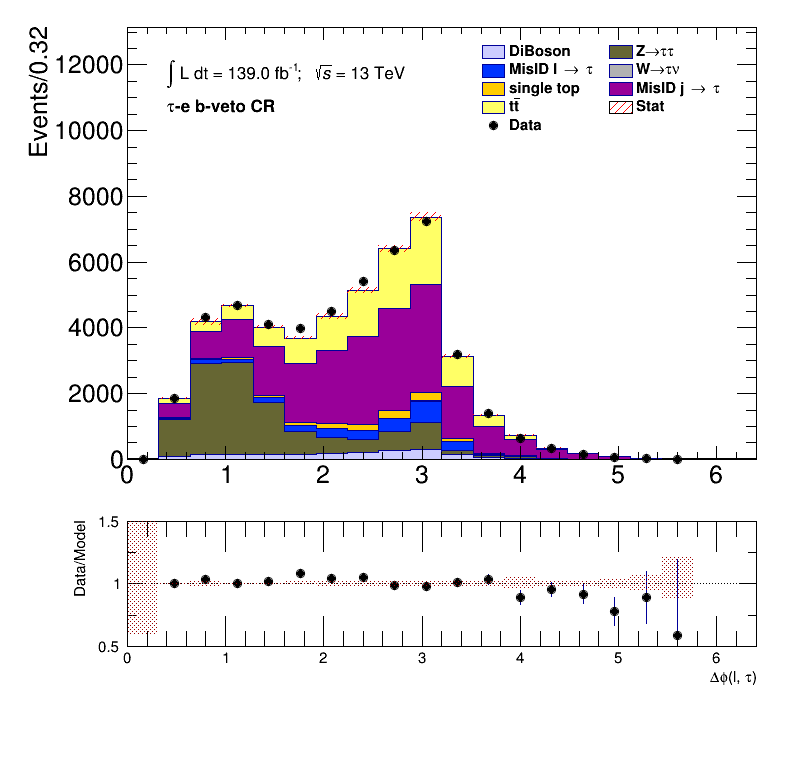 Events/0.32
12000
10000
8000
6000
4000
2000
0
∫ L dt = 139.0 fb⁻¹; √s = 13 TeV
τ-e b-veto CR
DiBoson
MisID l → τ
single top
tt̄
Data
Z→ττ
W→τν
MisID j → τ
Stat
0 1 2 3 4 5 6
Data/Model
1.5
1
0.5
0 1 2 3 4 5 6
Δϕ(l, τ)